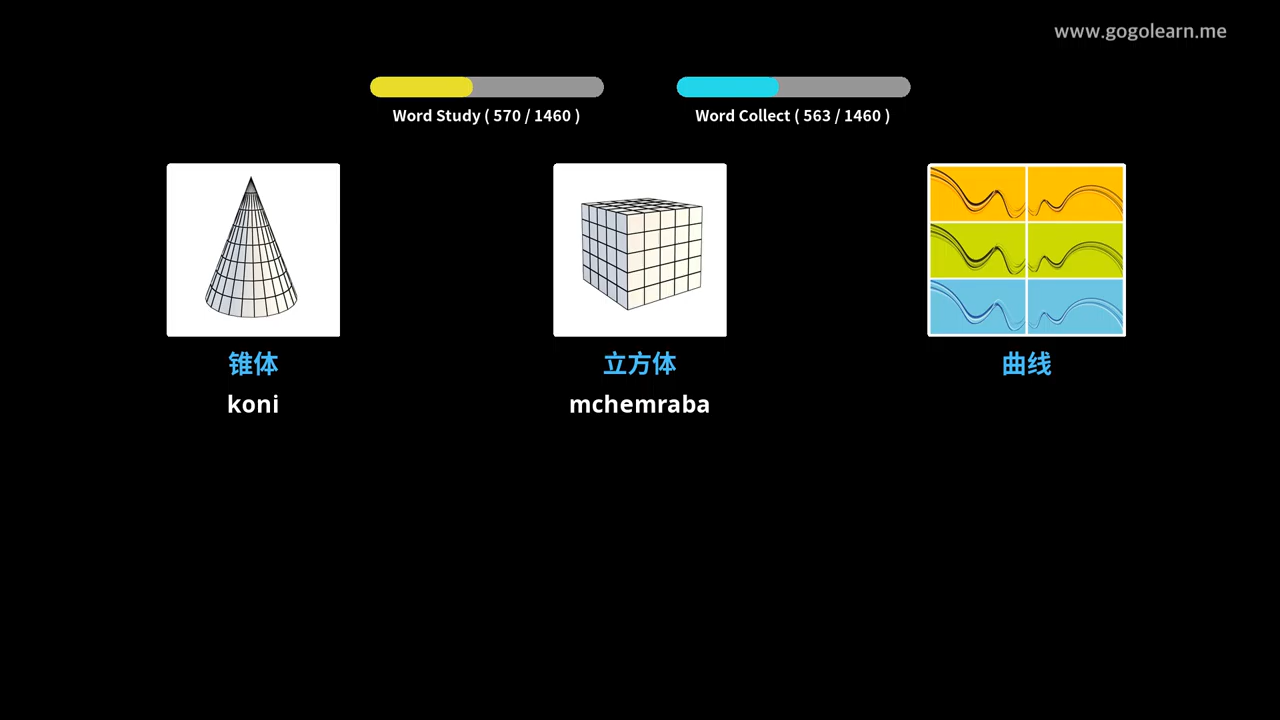 www.gogolearn.me
Word Study ( 570 / 1460 )
Word Collect ( 563 / 1460 )
锥体
立方体
曲线
koni
mchemraba